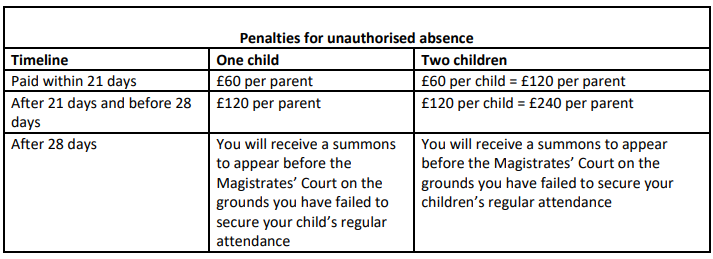 Penalties for unauthorised absence
Timeline One child Two children
Paid within 21 days £60 per parent £60 per child = £120 per parent
After 21 days and before 28 £120 per parent £120 per child = £240 per parent
days
After 28 days You will receive a summons You will receive a summons to appear
to appear before the before the Magistrates’ Court on the
Magistrates’ Court on the grounds you have failed to secure your
grounds you have failed to children’s regular attendance
secure your child’s regular
attendance